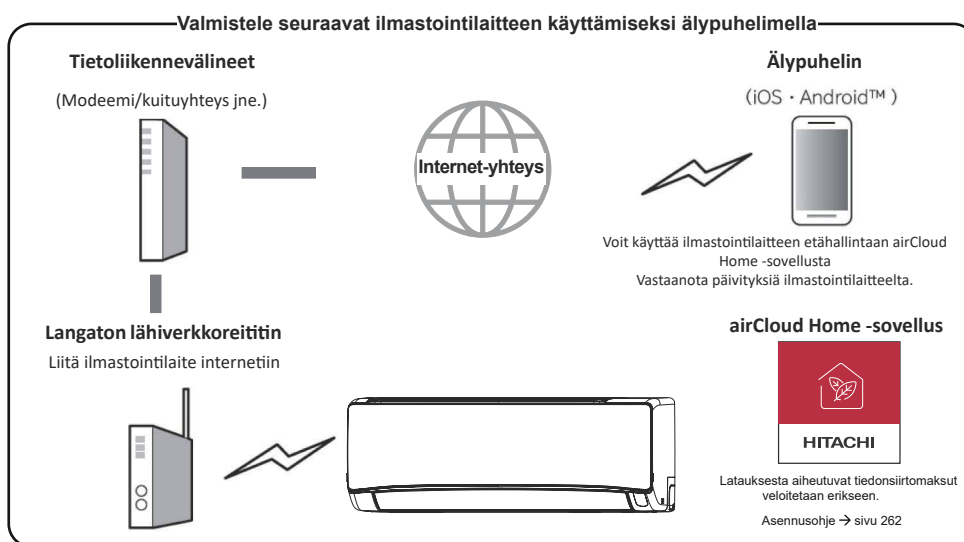 Valmistele seuraavat ilmastointilaitteen käyttämiseksi älypuhelimella
Tietoliikennevälineet
(Modeemi/kuituyhteys jne.)
Internet-yhteys
Älypuhelin
(iOS・Android™)
Voit käyttää ilmastointilaitteen etähallintaan airCloud
Home -sovellusta
Vastaanota päivityksiä ilmastointilaitteelta.
Langaton lähiverkkoreititin
Liitä ilmastointilaite internetiin
airCloud Home -sovellus
HITACHI
Latauksesta aiheutuvat tiedonsiirtomaksut
veloitetaan erikseen.
Asennusohje → sivu 262